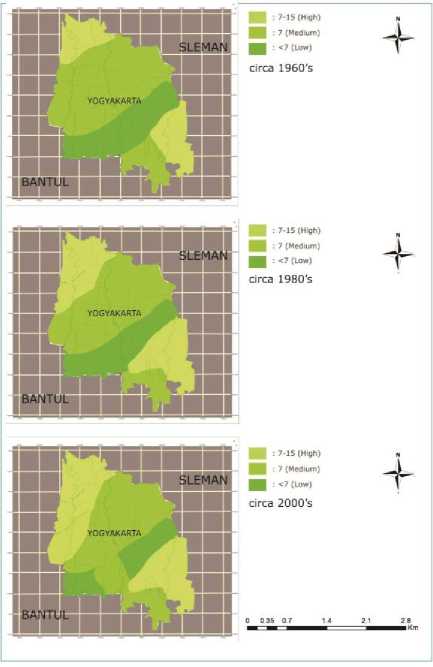 SLEMAN
YOGYAKARTA
BANTUL
: 7-15 (High)
: 7 (Medium)
: <7 (Low)
circa 1960's
N
SLEMAN
YOGYAKARTA
BANTUL
: 7-15 (High)
: 7 (Medium)
: <7 (Low)
circa 1980's
N
SLEMAN
YOGYAKARTA
BANTUL
: 7-15 (High)
: 7 (Medium)
: <7 (Low)
circa 2000's
N
0 0.35 0.7 1.4 2.1 2.8
Km